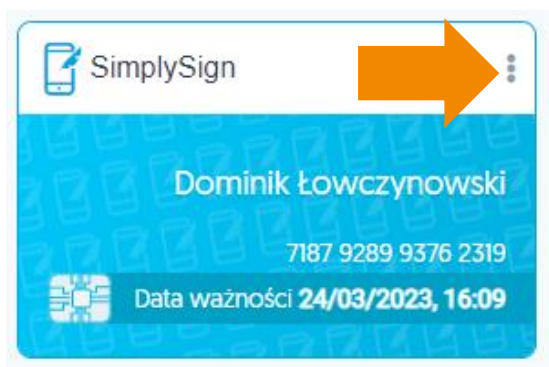 SimplySign
Dominik Łowczynowski
7187 9289 9376 2319
Data ważności 24/03/2023, 16:09